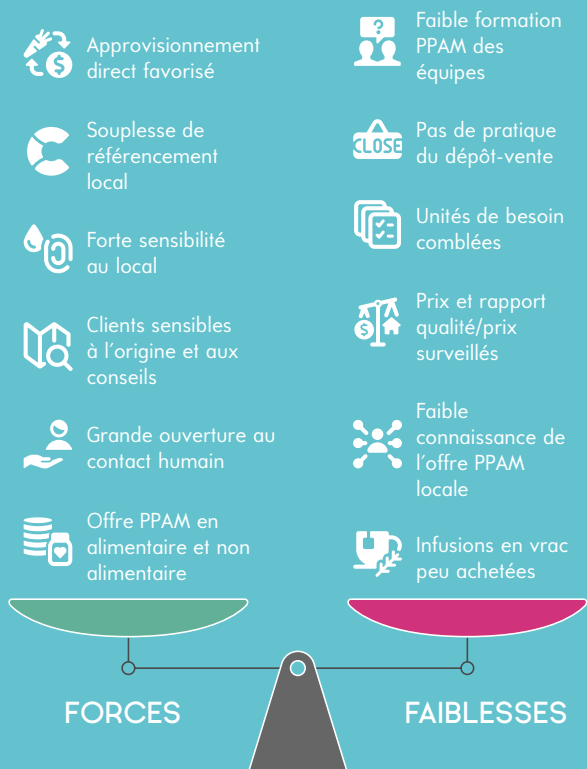 Approvisionnement
direct favorisé
Souplesse de
référencement
local
Forte sensibilité
au local
Clients sensibles
à l'origine et aux
conseils
Grande ouverture au
contact humain
Offre PPAM en
alimentaire et non
alimentaire
FORCES
?
Faible formation
PPAM des
équipes
CLOSE
Pas de pratique
du dépôt-vente
Unités de besoin
comblées
$
Prix et rapport
qualité/prix
surveillés
Faible
connaissance de
l'offre PPAM
locale
Infusions en vrac
peu achetées
FAIBLESSES